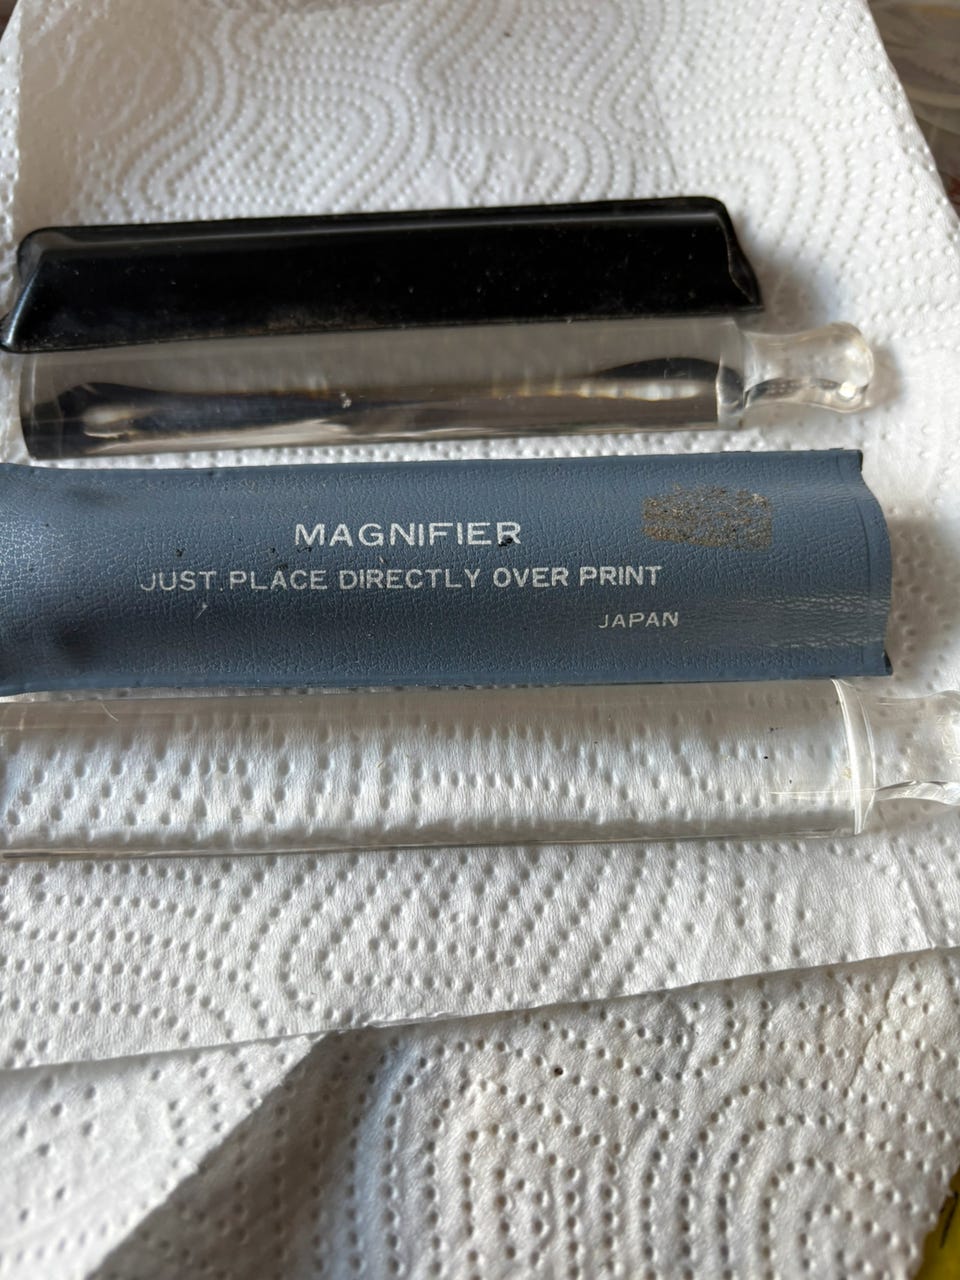 MAGNIFIER
JUST PLACE DIRECTLY OVER PRINT
JAPAN